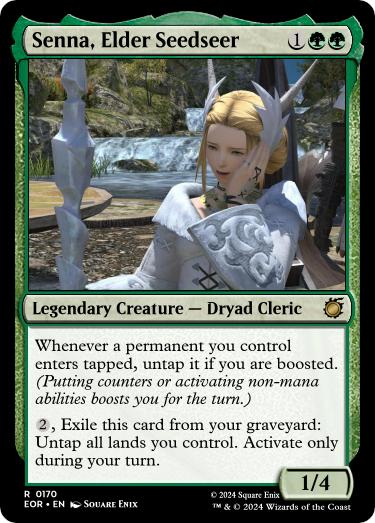 Senna, Elder Seedseer 1
Legendary Creature — Dryad Cleric
Whenever a permanent you control
enters tapped, untap it if you are boosted.
(Putting counters or activating non-mana
abilities boosts you for the turn.)
2, Exile this card from your graveyard:
Untap all lands you control. Activate only
during your turn.
1/4
R 0170
EOR • EN SQUARE ENIX
© 2024 Square Enix
™ & © 2024 Wizards of the Coast